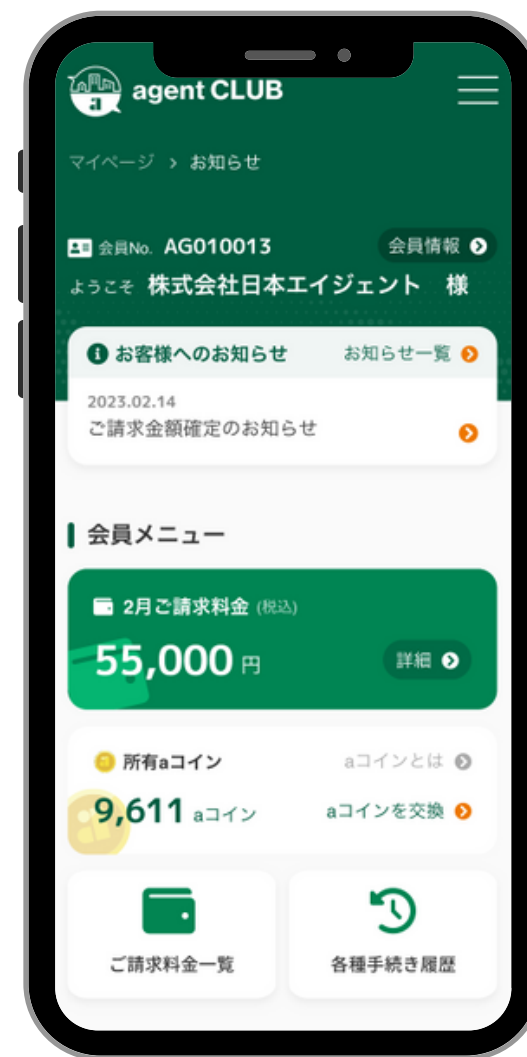 agent CLUB
マイページ > お知らせ
会員No. AG010013 会員情報
ようこそ 株式会社日本エイジェント 様
お客様へのお知らせ お知らせ一覧
2023.02.14
ご請求金額確定のお知らせ
会員メニュー
2月ご請求料金 (税込)
55,000 円 詳細
所有aコイン aコインとは
9,611 aコイン aコインを交換
ご請求料金一覧 各種手続き履歴